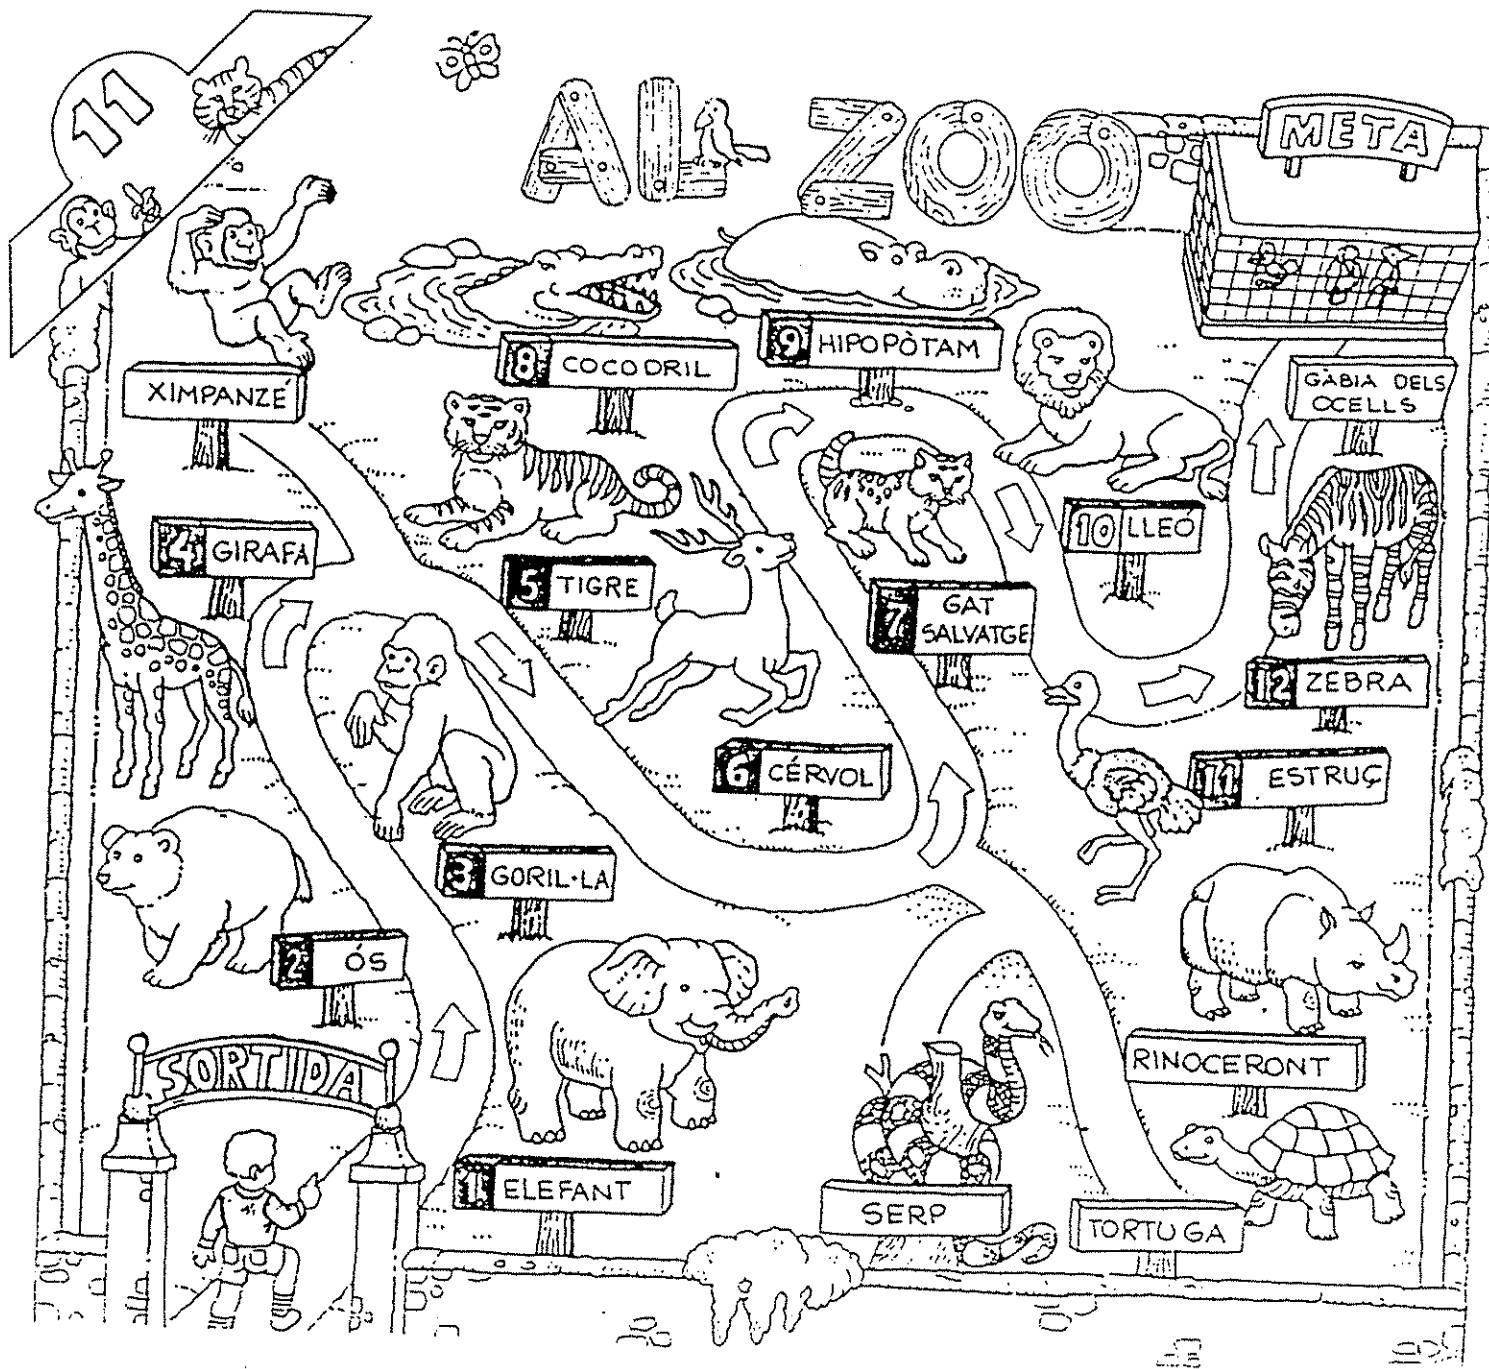 11
AL ZOO
META
8 COCODRIL
9 HIPOPÒTAM
XIMPANZÉ
GÀBIA DELS
OCELLS
4 GIRAFA
5 TIGRE
10 LLEÓ
7 GAT
SALVATGE
12 ZEBRA
6 CÉRVOL
11 ESTRUÇ
3 GORIL·LA
2 ÓS
SORTIDA
RINOCERONT
1 ELEFANT
SERP
TORTUGA